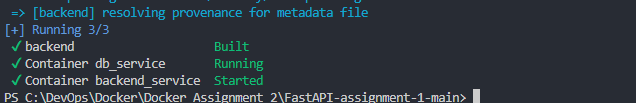 => [backend] resolving provenance for metadata file
[+] Running 3/3
✓ backend Built
✓ Container db_service Running
✓ Container backend_service Started
PS C:\DevOps\Docker\Docker Assignment 2\FastAPI-assignment-1-main>